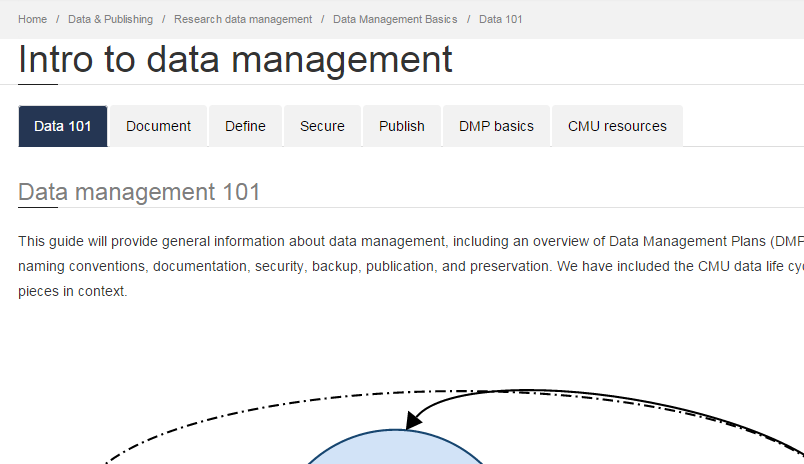 Home / Data & Publishing / Research data management / Data Management Basics / Data 101
Intro to data management
Data 101 Document Define Secure Publish DMP basics CMU resources
Data management 101
This guide will provide general information about data management, including an overview of Data Management Plans (DMP
naming conventions, documentation, security, backup, publication, and preservation. We have included the CMU data life
pieces in context.